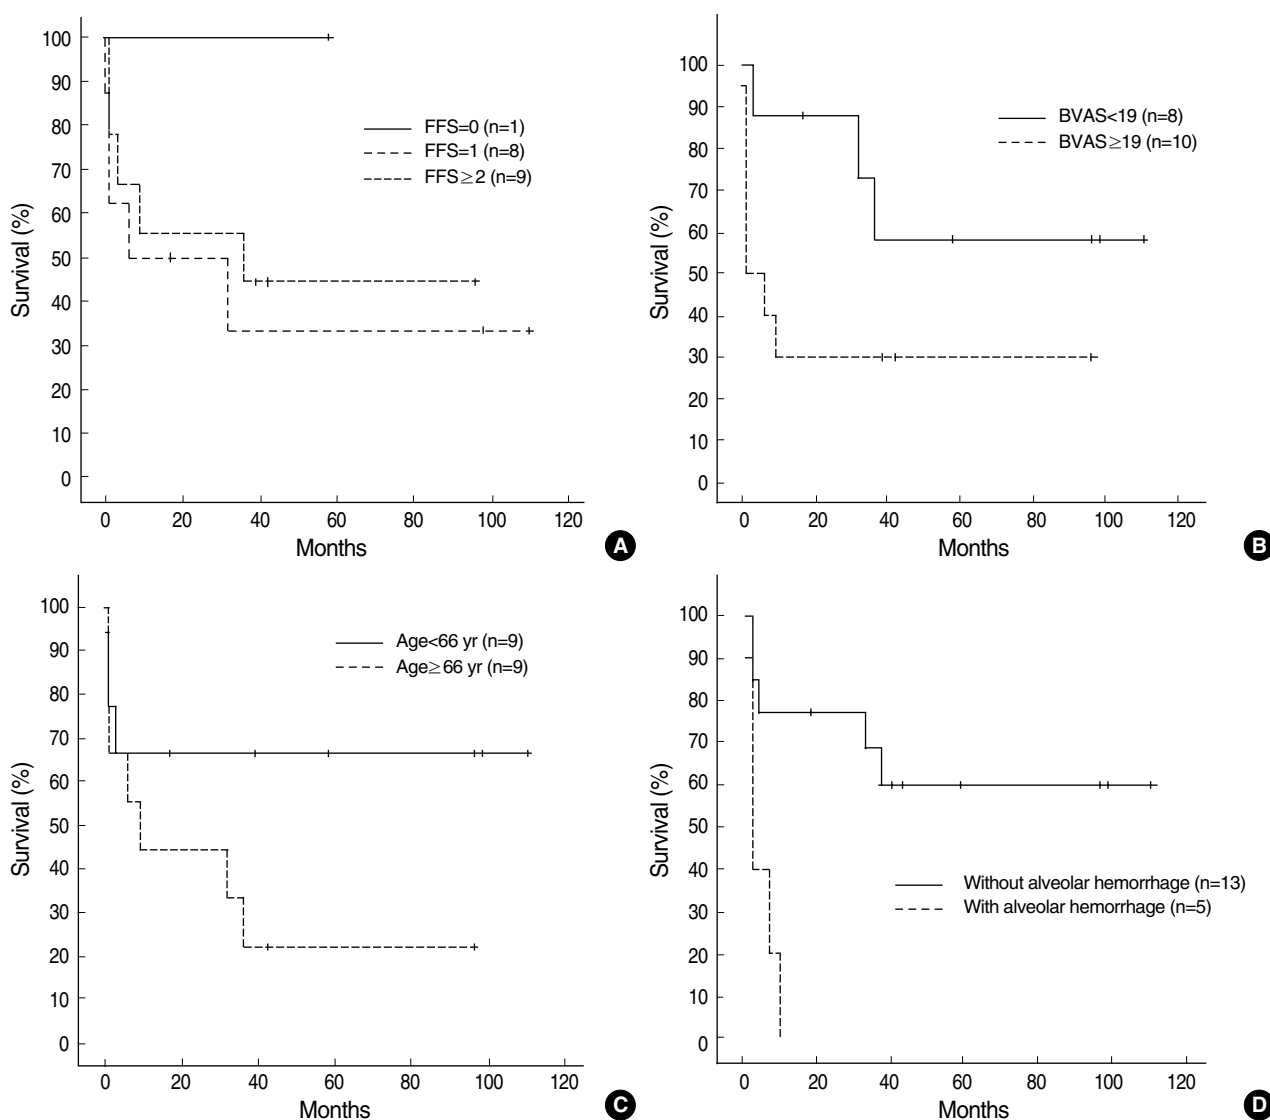 100
90
80
70
60
50
40
30
20
10
0
Survival (%)
FFS=0 (n=1)
FFS=1 (n=8)
FFS≥2 (n=9)
0 20 40 60 80 100 120
Months
A
100
90
80
70
60
50
40
30
20
10
0
Survival (%)
BVAS<19 (n=8)
BVAS≥19 (n=10)
0 20 40 60 80 100 120
Months
B
100
90
80
70
60
50
40
30
20
10
0
Survival (%)
Age<66 yr (n=9)
Age≥66 yr (n=9)
0 20 40 60 80 100 120
Months
C
100
90
80
70
60
50
40
30
20
10
0
Survival (%)
Without alveolar hemorrhage (n=13)
With alveolar hemorrhage (n=5)
0 20 40 60 80 100 120
Months
D